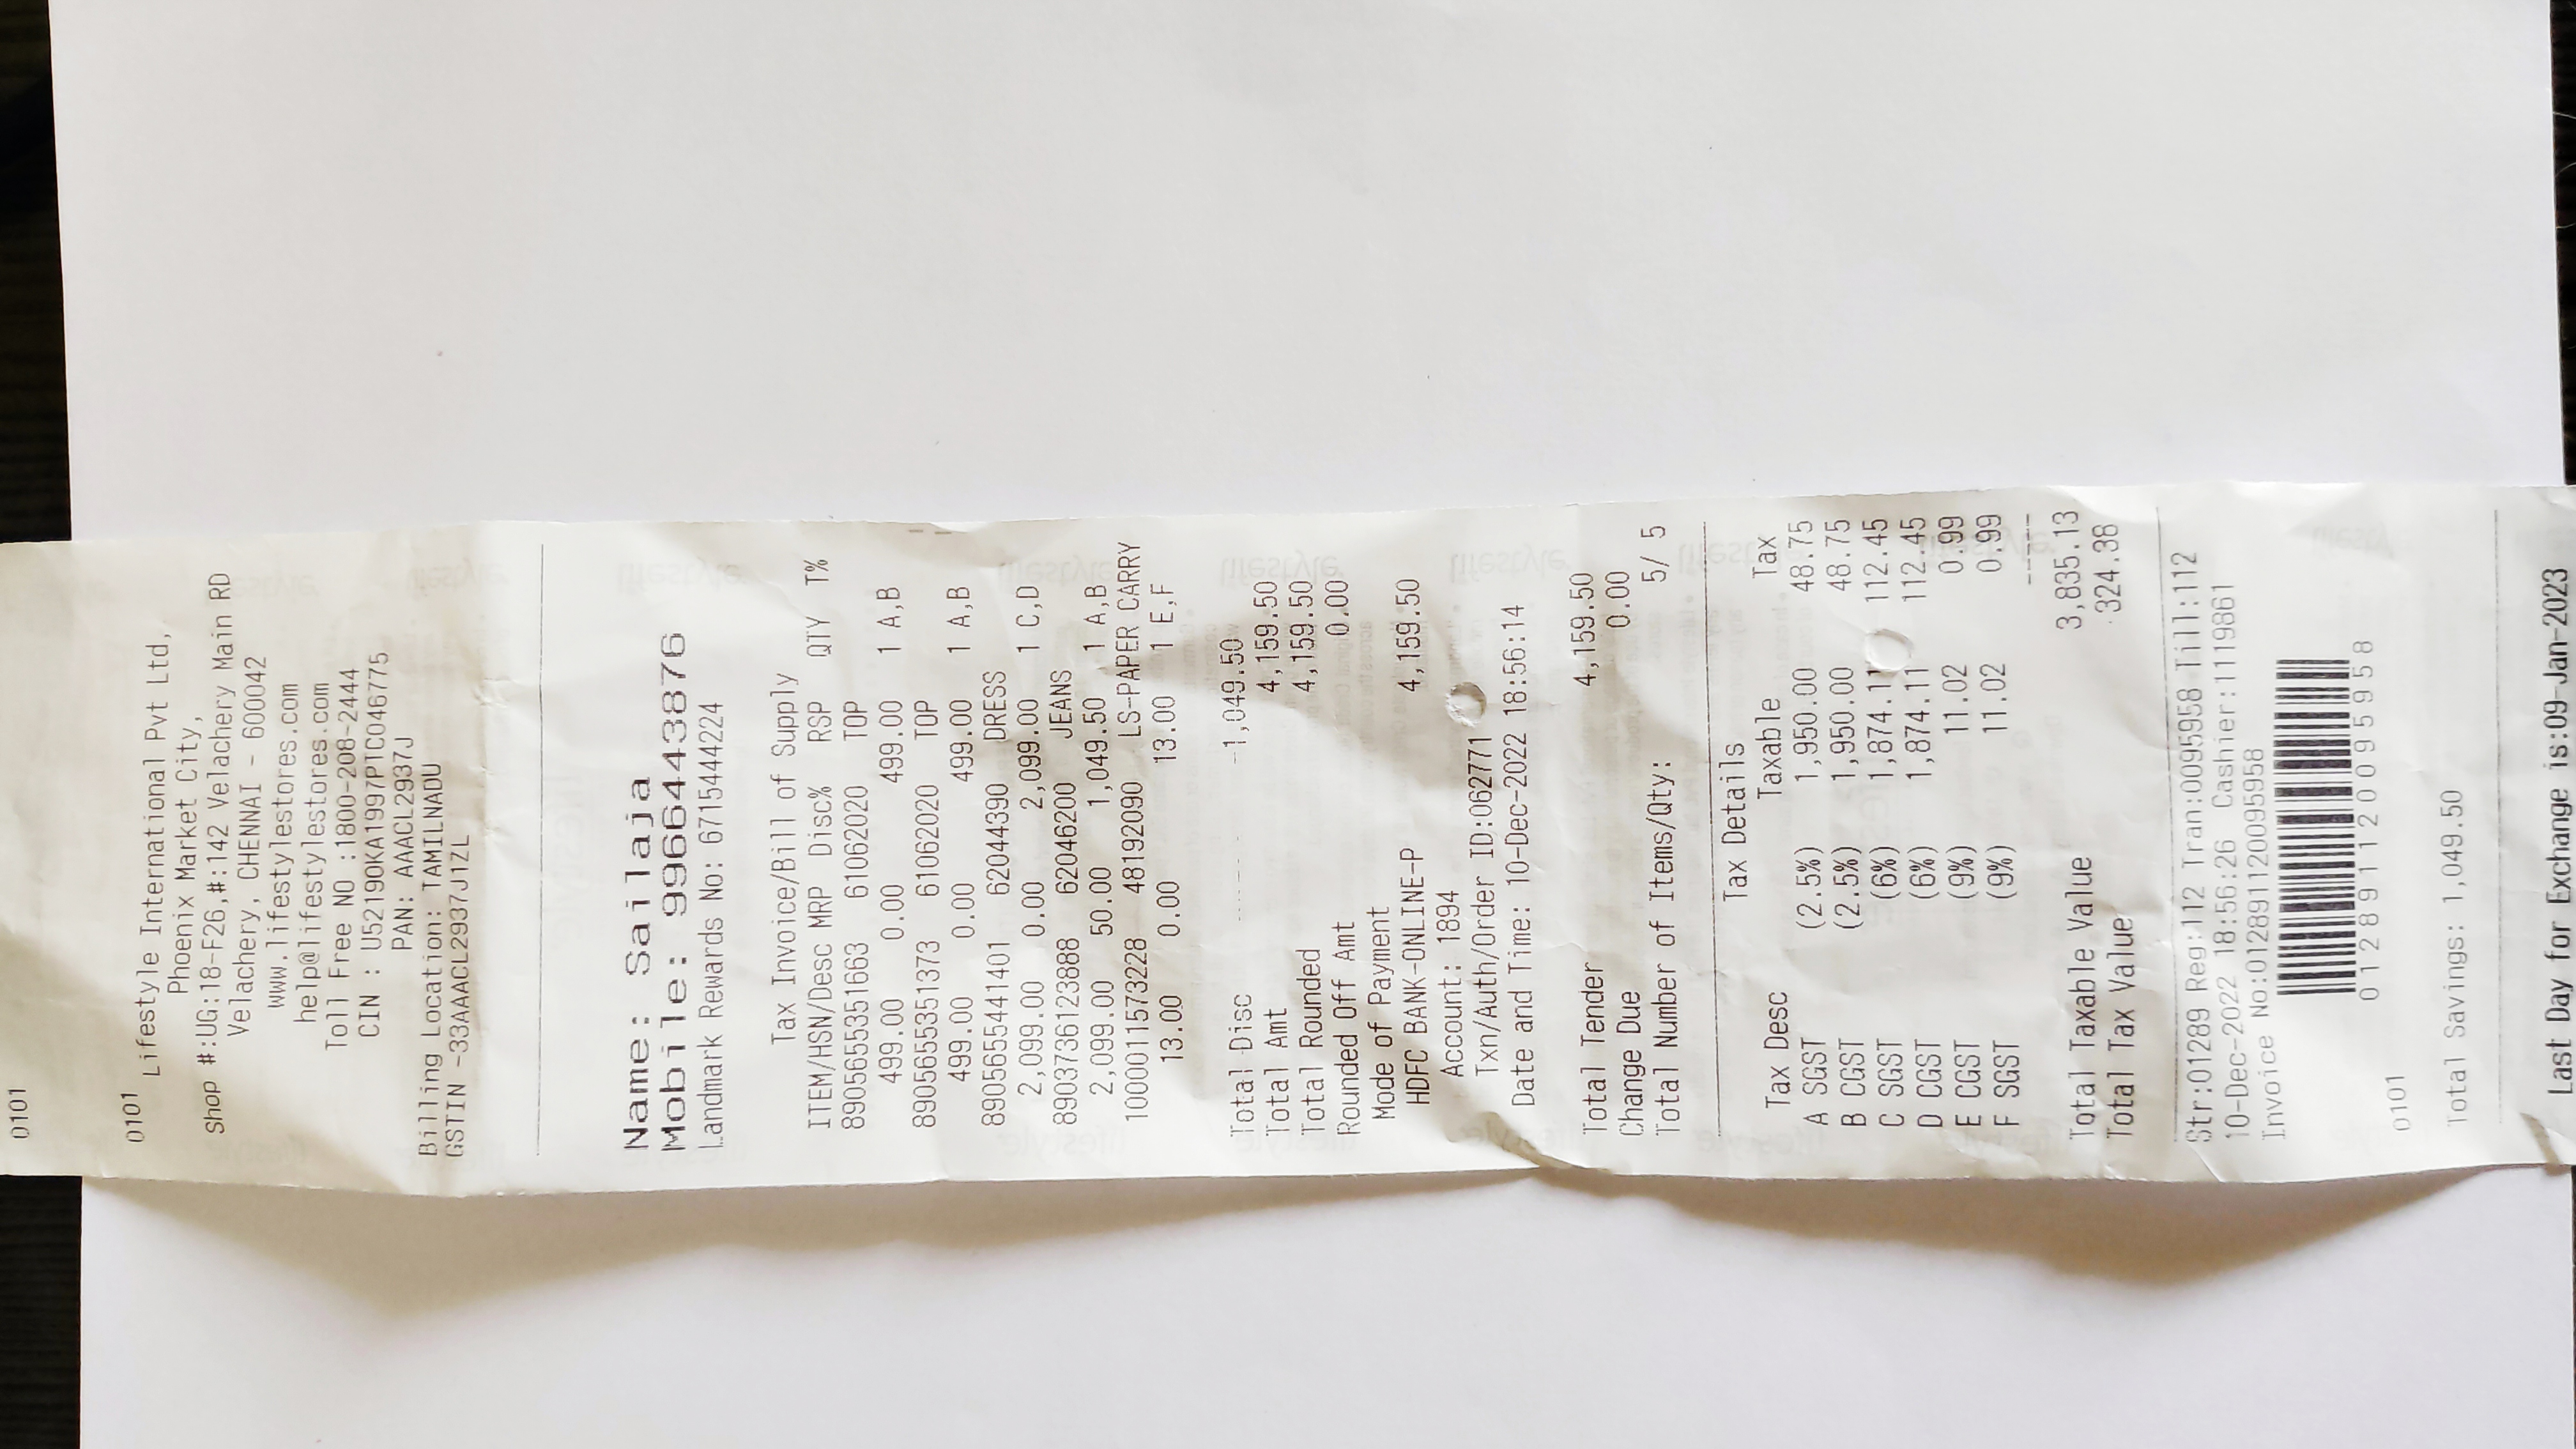 0101
0101
Lifestyle International Pvt Ltd,
Phoenix Market City,
Shop #:UG:18-F26,#:142 Velachery Main RD
Velachery, CHENNAI - 600042
www.lifestylestores.com
help@lifestylestores.com
Toll Free NO :1800-208-2444
CIN : U52190KA1997PTC046775
PAN: AAACL2937J
Billing Location: TAMILNADU
GSTIN -33AAACL2937J1ZL
Name: Sailaja
Mobile: 9966443876
Landmark Rewards No: 6715444224
Tax Invoice/Bill of Supply
ITEM/HSN/Desc MRP Disc% RSP QTY T%
8905655351663 61062020 TOP
499.00 0.00 499.00 1 A,B
8905655351373 61062020 TOP
499.00 0.00 499.00 1 A,B
8905655441401 62044390 DRESS
2,099.00 0.00 2,099.00 1 C,D
8903736123888 62046200 JEANS
2,099.00 50.00 1,049.50 1 A,B
1000011573228 48192090 LS-PAPER CARRY
13.00 0.00 13.00 1 E,F
Total Disc -1,049.50
Total Amt 4,159.50
Total Rounded 4,159.50
Rounded Off Amt 0.00
Mode of Payment
HDFC BANK-ONLINE-P 4,159.50
Account: 1894
Txn/Auth/Order ID:062771
Date and Time: 10-Dec-2022 18:56:14
Total Tender 4,159.50
Change Due 0.00
Total Number of Items/Qty: 5/ 5
Tax Details
Tax Desc Taxable Tax
A SGST (2.5%) 1,950.00 48.75
B CGST (2.5%) 1,950.00 48.75
C SGST (6%) 1,874.11 112.45
D CGST (6%) 1,874.11 112.45
E CGST (9%) 11.02 0.99
F SGST (9%) 11.02 0.99
-----
Total Taxable Value 3,835.13
Total Tax Value 324.38
Str:01289 Reg:112 Tran:0095958 Till:112
10-Dec-2022 18:56:26 Cashier:1119861
Invoice No:012891120095958
012891120095958
0101
Total Savings: 1,049.50
Last Day for Exchange is:09-Jan-2023